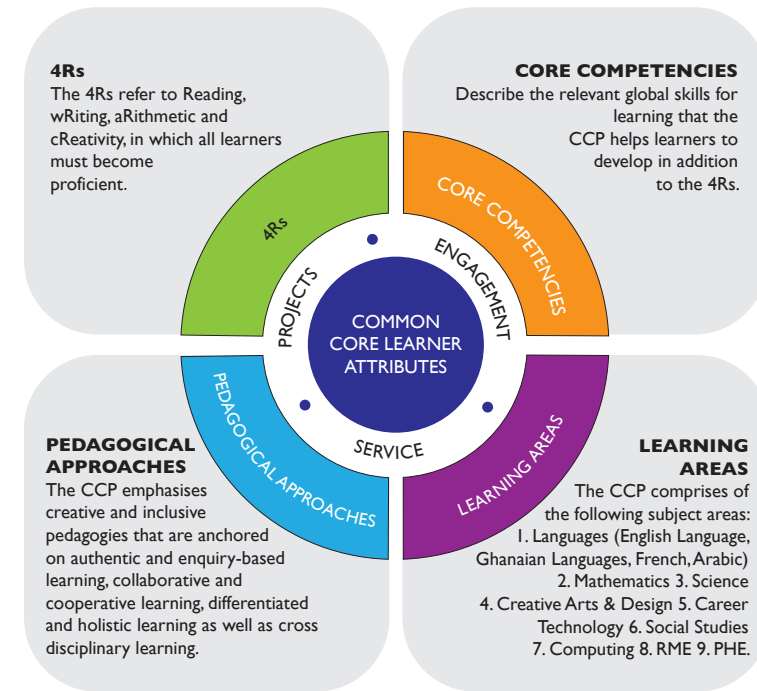 4Rs
The 4Rs refer to Reading,
wRiting, aRithmetic and
cReativity, in which all learners
must become
proficient.
CORE COMPETENCIES
Describe the relevant global skills for
learning that the
CCP helps learners to
develop in addition
to the 4Rs.
4Rs
CORE COMPETENCIES
PROJECTS
ENGAGEMENT
COMMON
CORE LEARNER
ATTRIBUTES
SERVICE
PEDAGOGICAL APPROACHES
LEARNING AREAS
PEDAGOGICAL
APPROACHES
The CCP emphasises
creative and inclusive
pedagogies that are anchored
on authentic and enquiry-based
learning, collaborative and
cooperative learning, differentiated
and holistic learning as well as cross
disciplinary learning.
LEARNING
AREAS
The CCP comprises of
the following subject areas:
1. Languages (English Language,
Ghanaian Languages, French, Arabic)
2. Mathematics 3. Science
4. Creative Arts & Design 5. Career
Technology 6. Social Studies
7. Computing 8. RME 9. PHE.